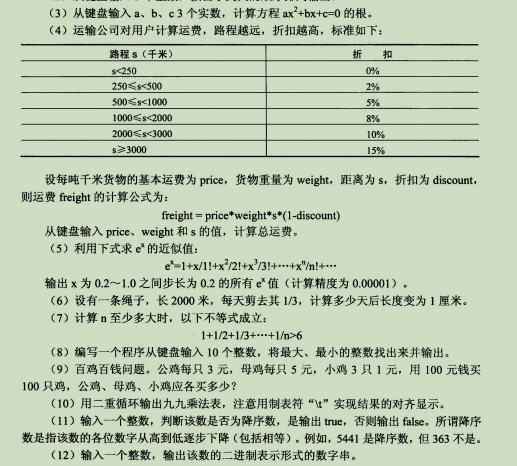 （3）从键盘输入 a、b、c 3 个实数，计算方程 ax²+bx+c=0 的根。
（4）运输公司对用户计算运费，路程越远，折扣越高，标准如下：
路程 s（千米） 折 扣
s<250 0%
250≤s<500 2%
500≤s<1000 5%
1000≤s<2000 8%
2000≤s<3000 10%
s≥3000 15%
设每吨千米货物的基本运费为 price，货物重量为 weight，距离为 s，折扣为 discount，
则运费 freight 的计算公式为：
freight = price*weight*s*(1-discount)
从键盘输入 price、weight 和 s 的值，计算总运费。
（5）利用下式求 eˣ 的近似值：
eˣ=1+x/1!+x²/2!+x³/3!+···+xⁿ/n!+···
输出 x 为 0.2～1.0 之间步长为 0.2 的所有 eˣ 值（计算精度为 0.00001）。
（6）设有一条绳子，长 2000 米，每天剪去其 1/3，计算多少天后长度变为 1 厘米。
（7）计算 n 至少多大时，以下不等式成立：
1+1/2+1/3+···+1/n>6
（8）编写一个程序从键盘输入 10 个整数，将最大、最小的整数找出来并输出。
（9）百鸡百钱问题。公鸡每只 3 元，母鸡每只 5 元，小鸡 3 只 1 元，用 100 元钱买
100 只鸡，公鸡、母鸡、小鸡应各买多少？
（10）用二重循环输出九九乘法表，注意用制表符“\t”实现结果的对齐显示。
（11）输入一个整数，判断该数是否为降序数，是输出 true，否则输出 false。所谓降序
数是指该数的各位数字从高到低逐步下降（包括相等）。例如，5441 是降序数，但 363 不是。
（12）输入一个整数，输出该数的二进制表示形式的数字串。